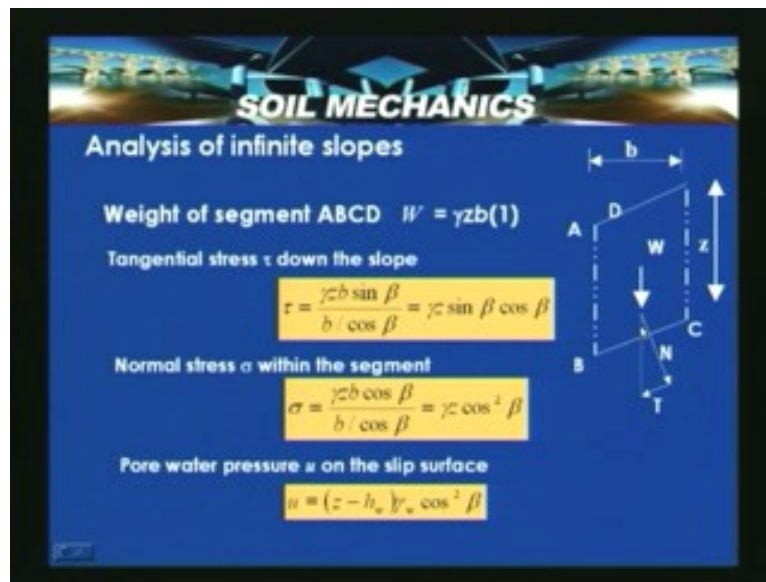 SOIL MECHANICS
Analysis of infinite slopes
Weight of segment ABCD W = γzb(1)
Tangential stress τ down the slope
τ = γzb sin β / (b / cos β) = γz sin β cos β
Normal stress σ within the segment
σ = γzb cos β / (b / cos β) = γz cos² β
Pore water pressure u on the slip surface
u = (z − h_w)γ_w cos² β
b
D
A
W
z
C
B
N
T